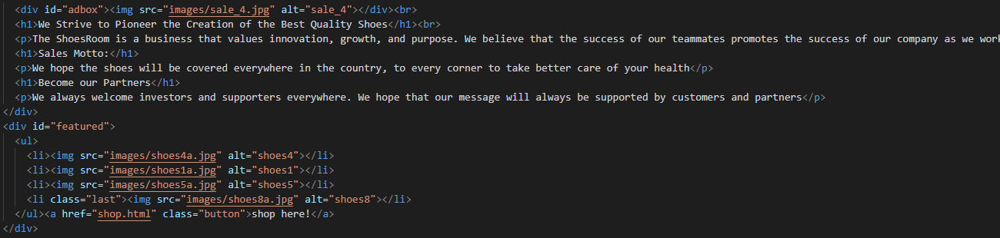 <div id="adbox"><img src="images/sale_4.jpg" alt="sale_4"></div><br>
<h1>We Strive to Pioneer the Creation of the Best Quality Shoes</h1><br>
<p>The ShoesRoom is a business that values innovation, growth, and purpose. We believe that the success of our teammates promotes the success of our company as we
<h1>Sales Motto:</h1>
<p>We hope the shoes will be covered everywhere in the country, to every corner to take better care of your health</p>
<h1>Become our Partners</h1>
<p>We always welcome investors and supporters everywhere. We hope that our message will always be supported by customers and partners</p>
</div>
<div id="featured">
<ul>
<li><img src="images/shoes4a.jpg" alt="shoes4"></li>
<li><img src="images/shoes1a.jpg" alt="shoes1"></li>
<li><img src="images/shoes5a.jpg" alt="shoes5"></li>
<li class="last"><img src="images/shoes8a.jpg" alt="shoes8"></li>
</ul><a href="shop.html" class="button">shop here!</a>
</div>